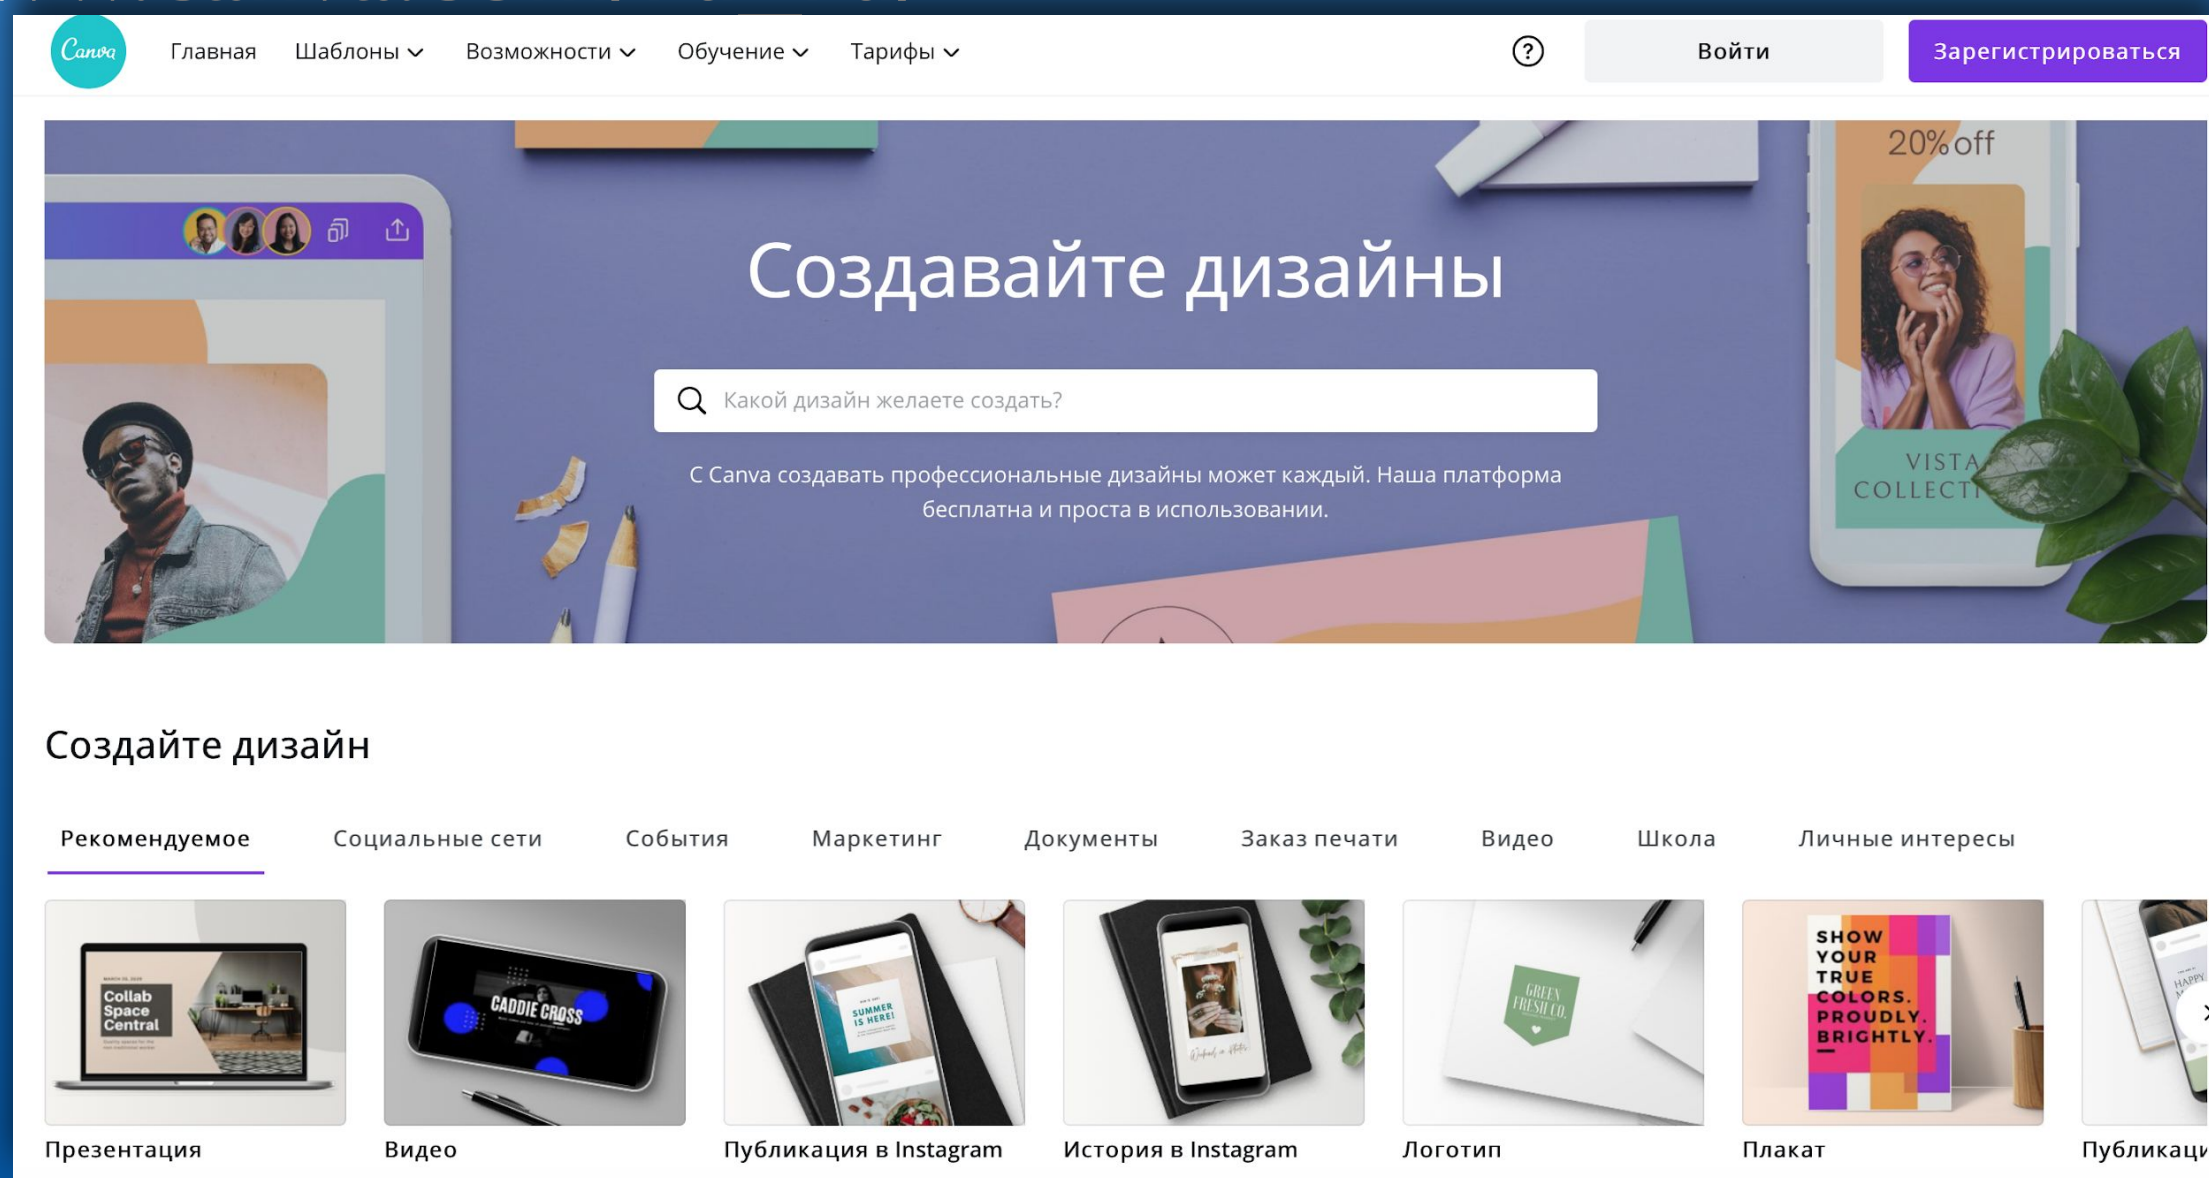 Canva
Главная
Шаблоны
Возможности
Обучение
Тарифы
Войти
Зарегистрироваться
20% off
Создавайте дизайны
Какой дизайн желаете создать?
С Canva создавать профессиональные дизайны может каждый. Наша платформа
бесплатна и проста в использовании.
VISTA
COLLECTI
Создайте дизайн
Рекомендуемое
Социальные сети
События
Маркетинг
Документы
Заказ печати
Видео
Школа
Личные интересы
Collab
Space
Central
CADDIE CROSS
SUMMER
IS HERE!
GREEN
FRESH CO.
SHOW
YOUR
TRUE
COLORS.
PROUDLY.
BRIGHTLY.
HAPPY
Презентация
Видео
Публикация в Instagram
История в Instagram
Логотип
Плакат
Публикаци